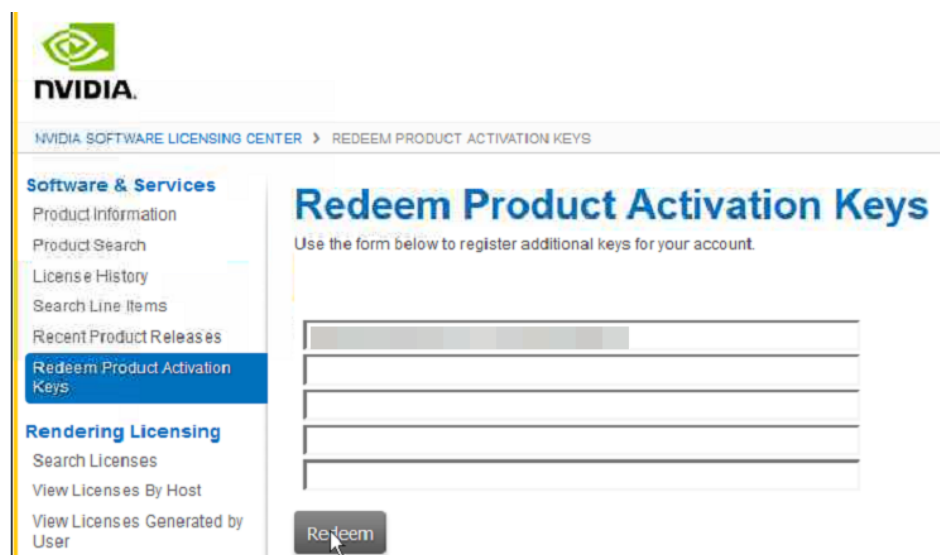 NVIDIA.
NVIDIA SOFTWARE LICENSING CENTER > REDEEM PRODUCT ACTIVATION KEYS
Software & Services
Product Information
Product Search
License History
Search Line Items
Recent Product Releases
Redeem Product Activation
Keys
Rendering Licensing
Search Licenses
View Licenses By Host
View Licenses Generated by
User
Redeem Product Activation Keys
Use the form below to register additional keys for your account.
Redeem